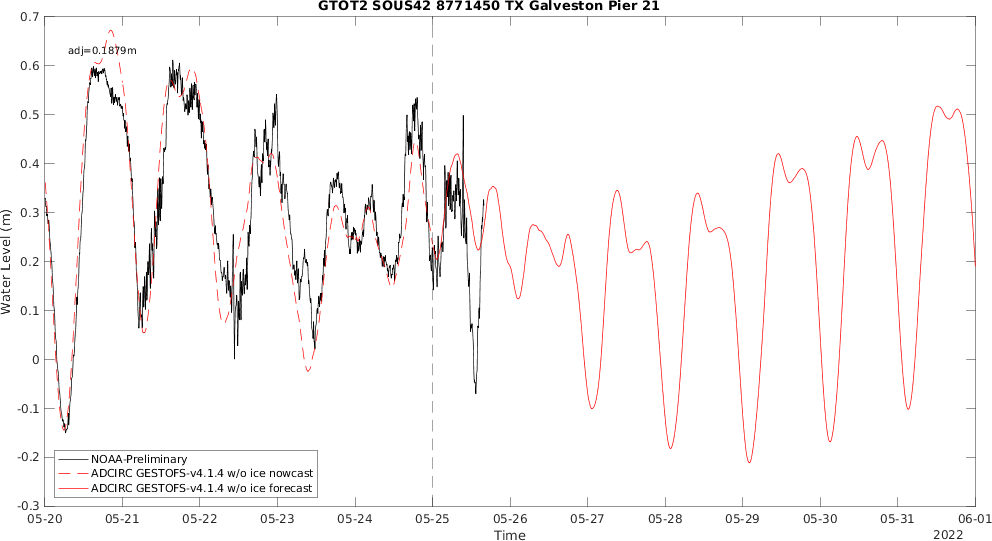 GTOT2 SOUS42 8771450 TX Galveston Pier 21
0.7
0.6
0.5
0.4
0.3
0.2
0.1
0
-0.1
-0.2
-0.3
Water Level (m)
adj=0.1879m
NOAA-Preliminary
ADCIRC GESTOFS-v4.1.4 w/o ice nowcast
ADCIRC GESTOFS-v4.1.4 w/o ice forecast
05-20 05-21 05-22 05-23 05-24 05-25 05-26 05-27 05-28 05-29 05-30 05-31 06-01
Time
2022